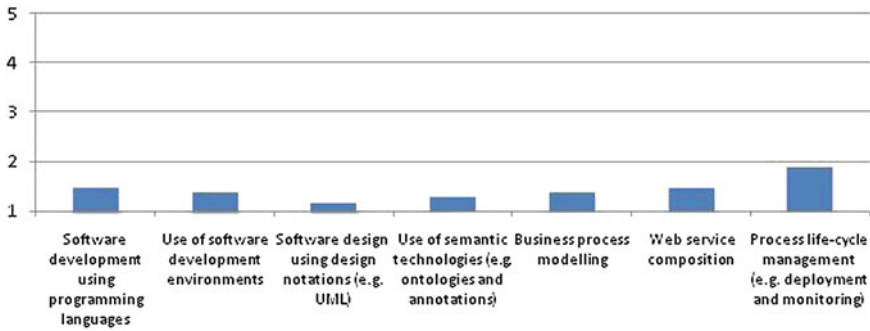 5
4
3
2
1
Software
development
using
programming
languages
Use of software
development
environments
Software design
using design
notations (e.g.
UML)
Use of semantic
technologies (e.g.
ontologies and
annotations)
Business process
modelling
Web service
composition
Process life-cycle
management
(e.g. deployment
and monitoring)